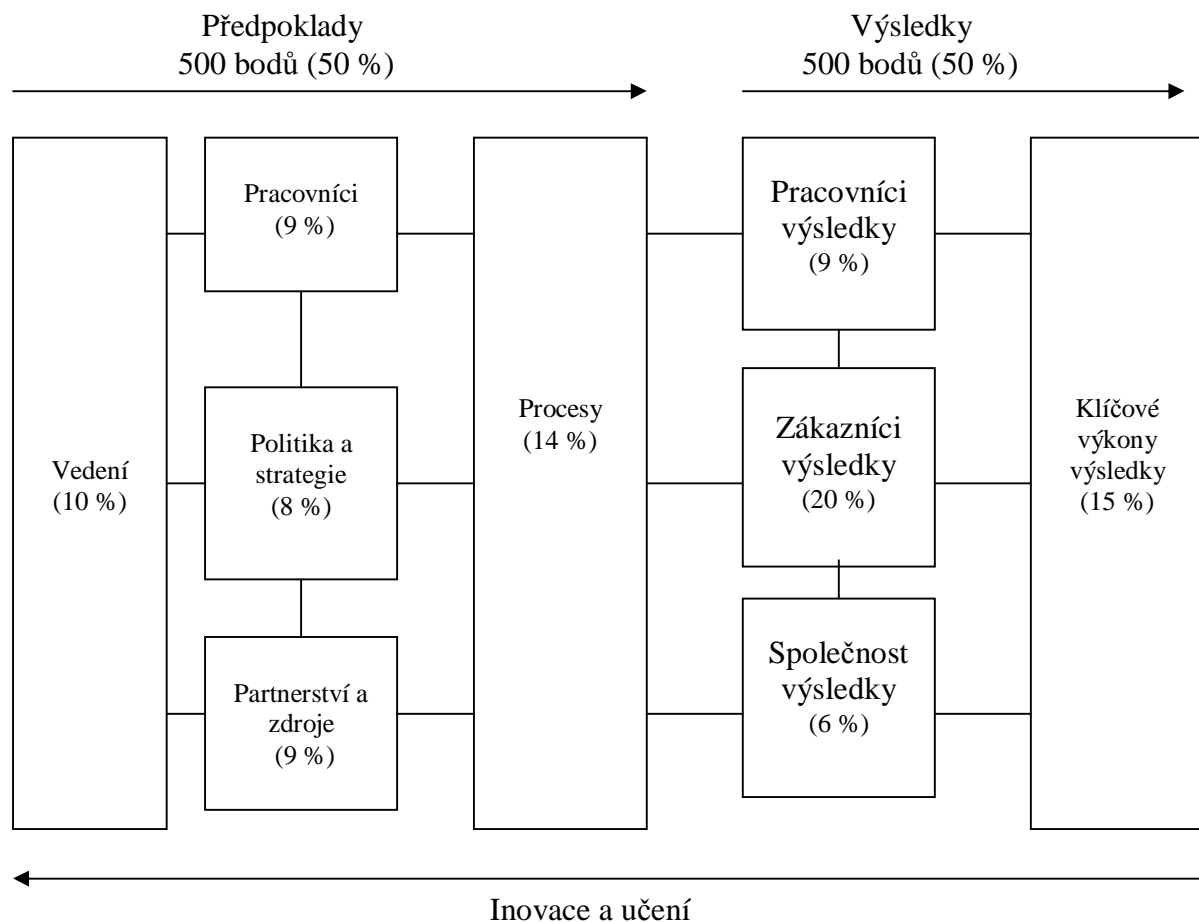 Předpoklady
500 bodů (50 %)
Výsledky
500 bodů (50 %)
Vedení
(10 %)
Pracovníci
(9 %)
Politika a
strategie
(8 %)
Partnerství a
zdroje
(9 %)
Procesy
(14 %)
Pracovníci
výsledky
(9 %)
Zákazníci
výsledky
(20 %)
Společnost
výsledky
(6 %)
Klíčové
výkony
výsledky
(15 %)
Inovace a učení